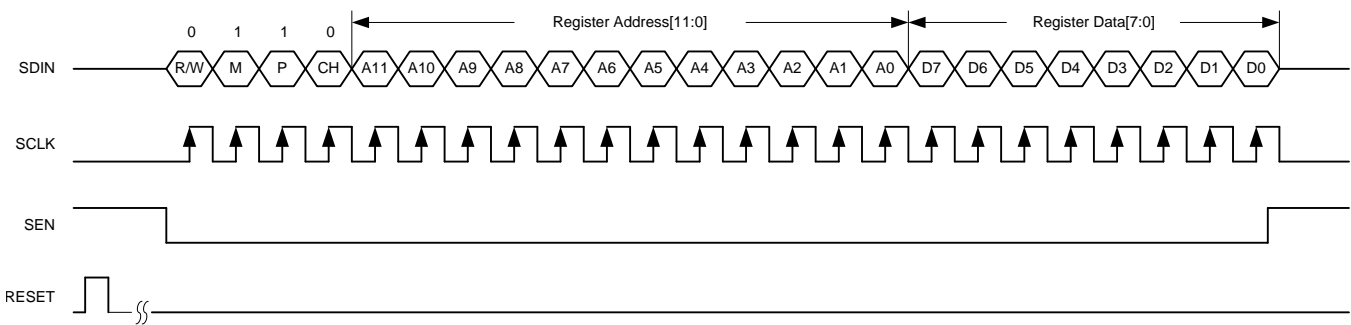 Register Address[11:0] Register Data[7:0]
0 1 1 0
SDIN R/W M P CH A11 A10 A9 A8 A7 A6 A5 A4 A3 A2 A1 A0 D7 D6 D5 D4 D3 D2 D1 D0
SCLK
SEN
RESET